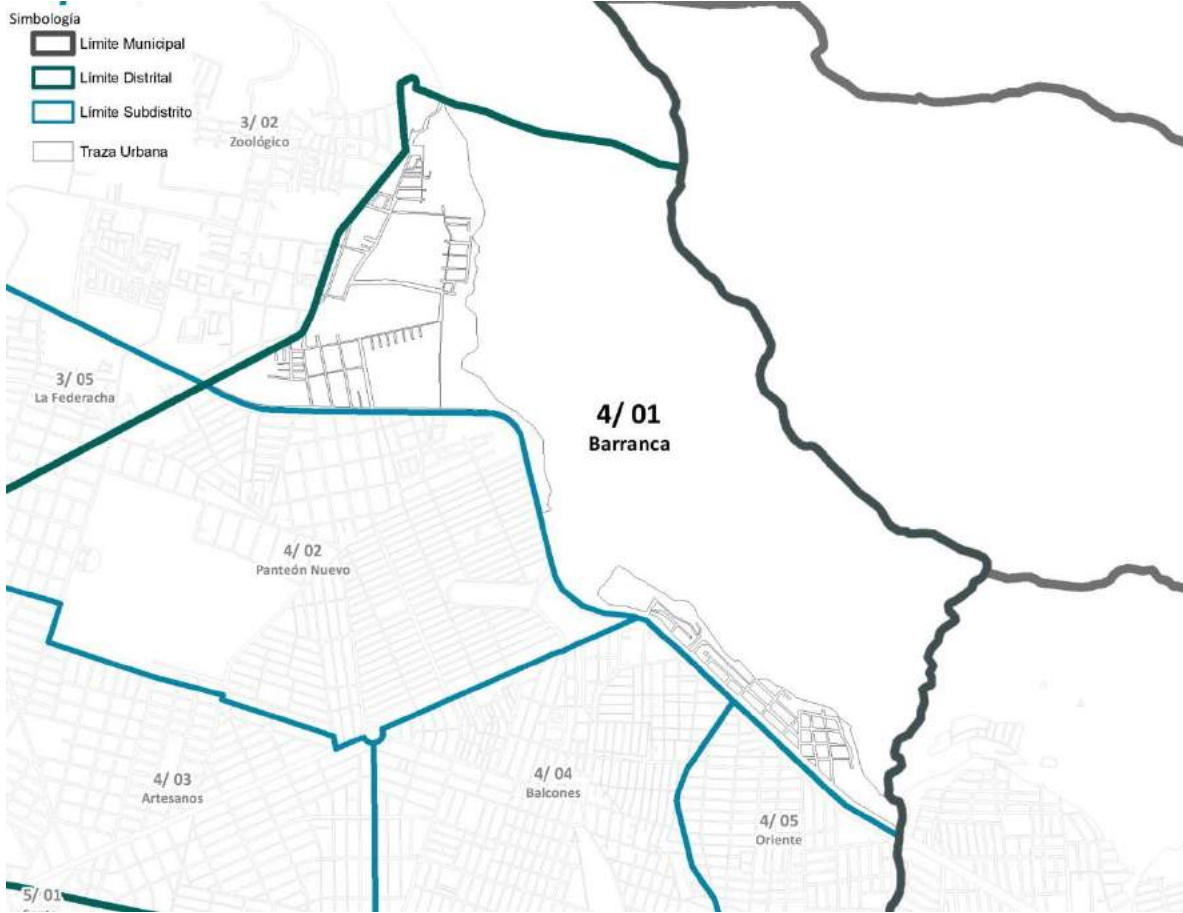 Simbología
Límite Municipal
Límite Distrital
Límite Subdistrito
Traza Urbana
3/ 02
Zoológico
3/ 05
La Federacha
4/ 01
Barranca
4/ 02
Panteón Nuevo
4/ 03
Artesanos
4/ 04
Balcones
4/ 05
Oriente
5/ 01